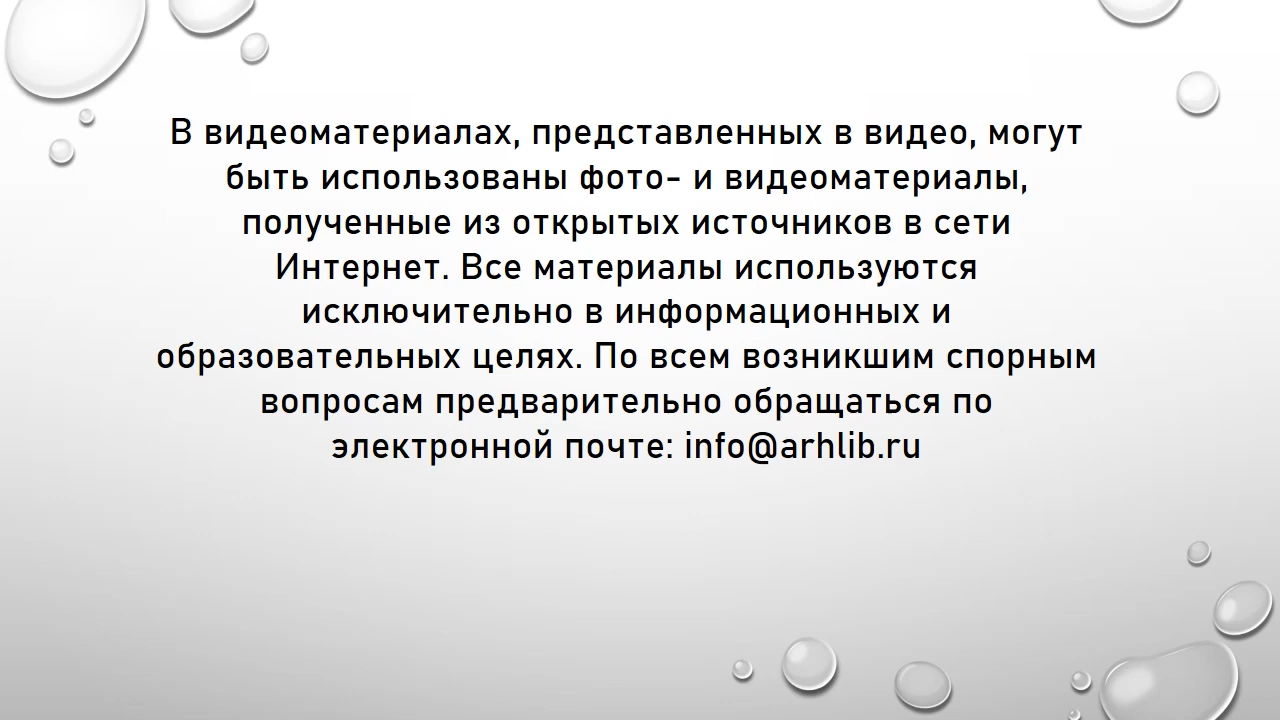 В видеоматериалах, представленных в видео, могут
быть использованы фото- и видеоматериалы,
полученные из открытых источников в сети
Интернет. Все материалы используются
исключительно в информационных и
образовательных целях. По всем возникшим спорным
вопросам предварительно обращаться по
электронной почте: info@arhlib.ru